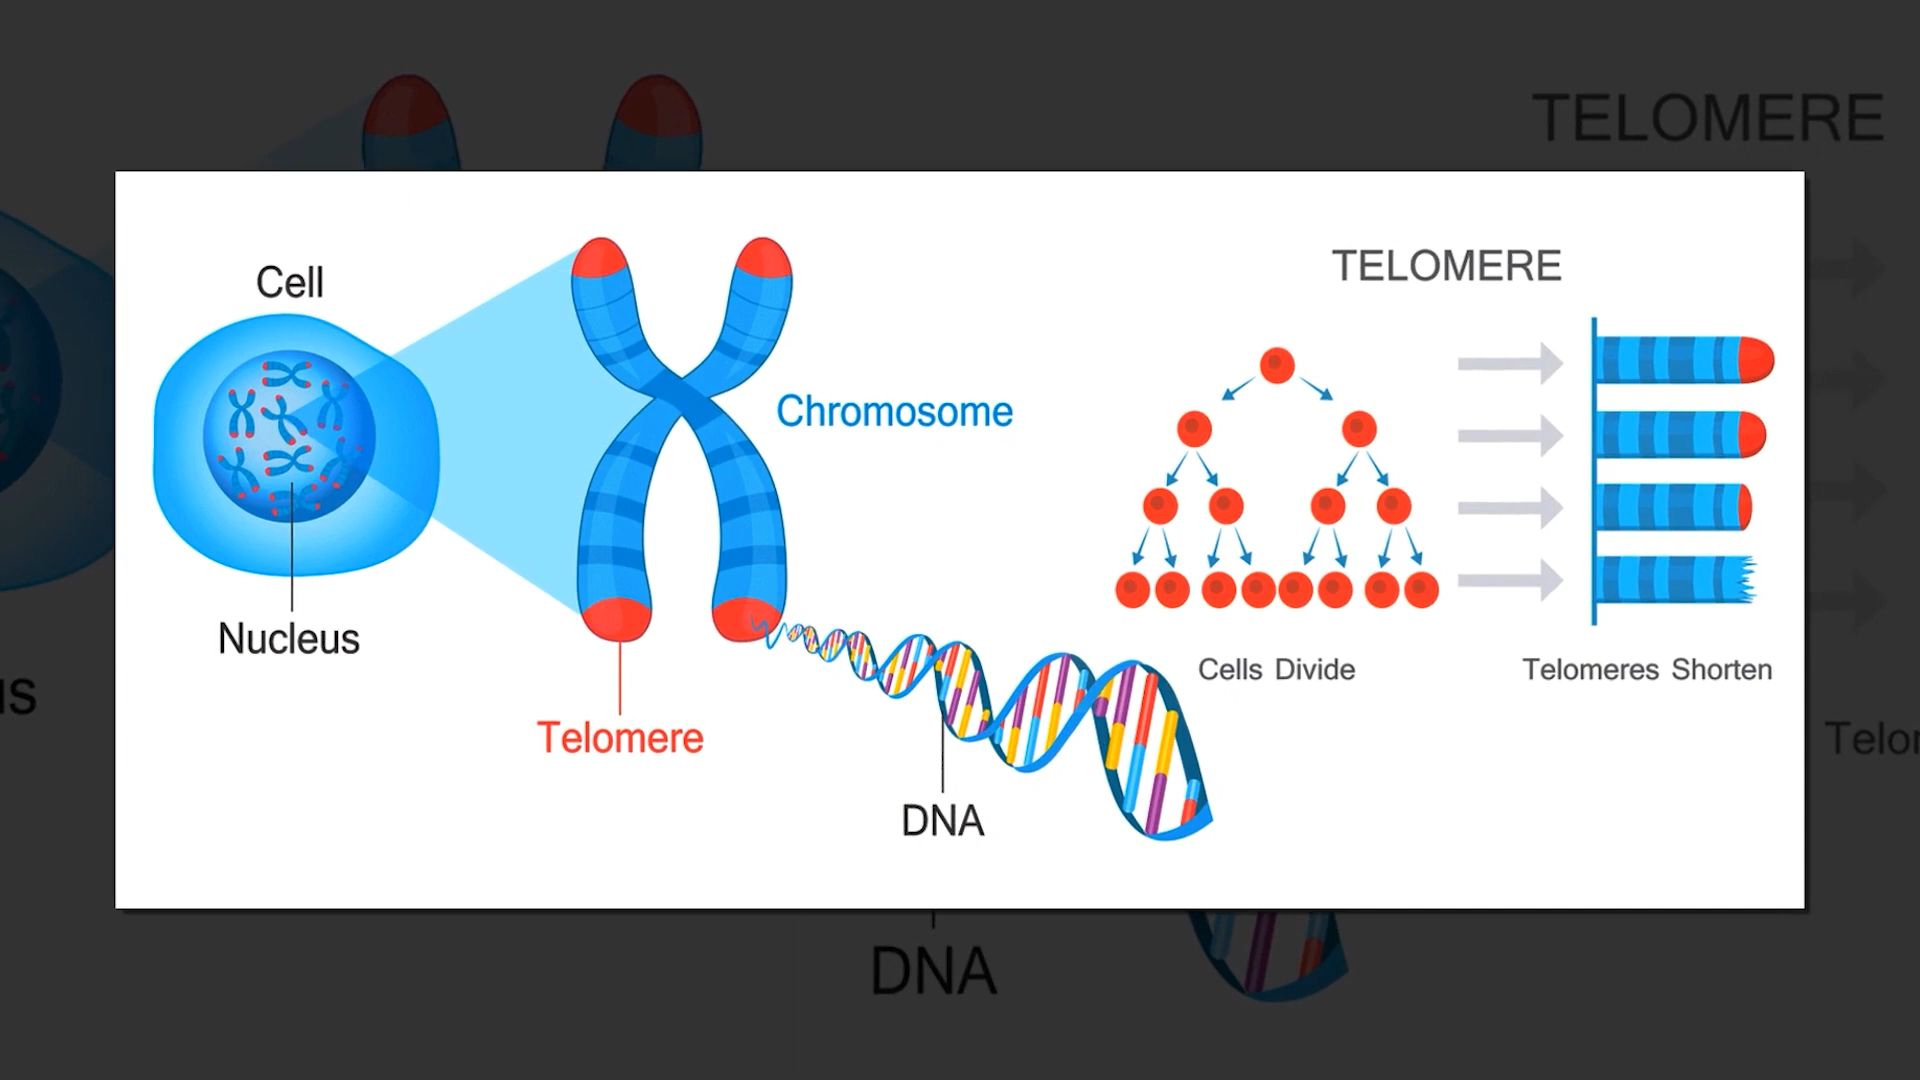 TELOMERE
TELOMERE
Cell
Chromosome
Nucleus
Cells Divide
Telomeres Shorten
Telomere
DNA
DNA